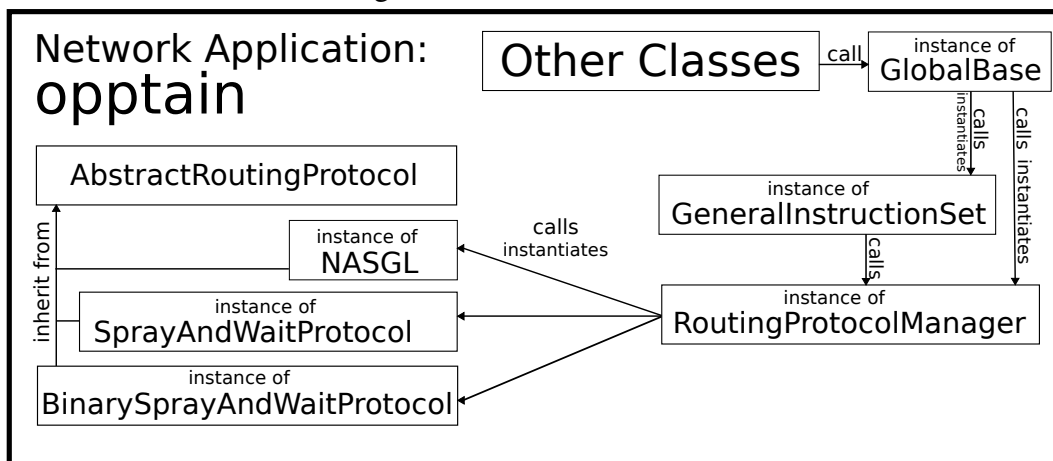 Network Application:
opptain
Other Classes
call
instance of
GlobalBase
calls
instantiates
calls instantiates
AbstractRoutingProtocol
instance of
GeneralInstructionSet
inherit from
instance of
NASGL
calls
instantiates
calls
instance of
SprayAndWaitProtocol
instance of
RoutingProtocolManager
instance of
BinarySprayAndWaitProtocol